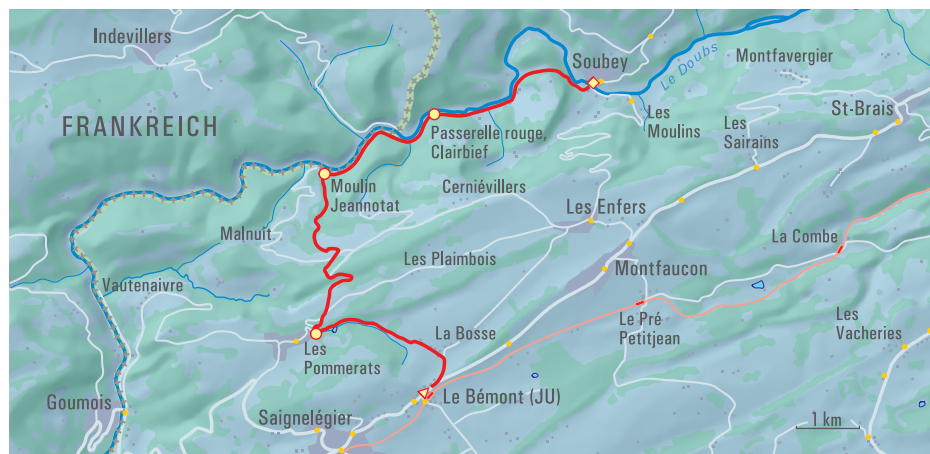 Indevillers
Soubey
Le Doubs
Montfavergier
FRANKREICH
Passerelle rouge,
Clairbief
Les
Moulins
Les
Sairains
St-Brais
Moulin
Jeannotat
Cerniévillers
Malnuit
Les Enfers
La Combe
Les Plaimbois
Montfaucon
Vautenaivre
Les
Pommerats
La Bosse
Le Pré
Petitjean
Les
Vacheries
Goumois
Le Bémont (JU)
Saignelégier
1 km